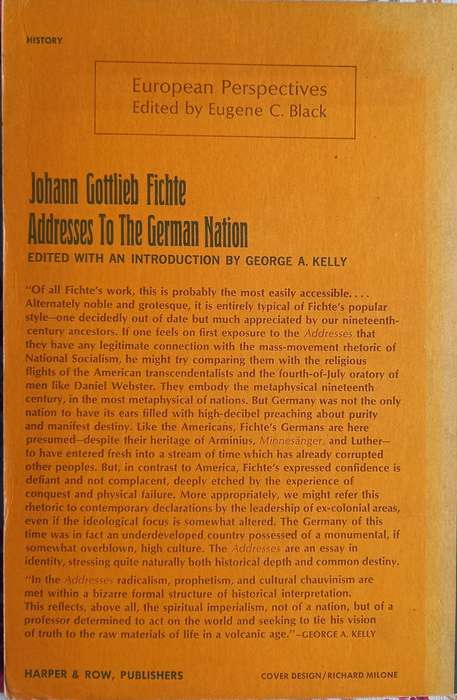 HISTORY
European Perspectives
Edited by Eugene C. Black
Johann Gottlieb Fichte
Addresses To The German Nation
EDITED WITH AN INTRODUCTION BY GEORGE A. KELLY
"Of all Fichte's work, this is probably the most easily accessible. . . .
Alternately noble and grotesque, it is entirely typical of Fichte's popular
style—one decidedly out of date but much appreciated by our nineteenth-
century ancestors. If one feels on first exposure to the Addresses that
they have any legitimate connection with the mass-movement rhetoric of
National Socialism, he might try comparing them with the religious
flights of the American transcendentalists and the fourth-of-July oratory of
men like Daniel Webster. They embody the metaphysical nineteenth
century, in the most metaphysical of nations. But Germany was not the only
nation to have its ears filled with high-decibel preaching about purity
and manifest destiny. Like the Americans, Fichte's Germans are here
presumed—despite their heritage of Arminius, Minnesänger, and Luther—
to have entered fresh into a stream of time which has already corrupted
other peoples. But, in contrast to America, Fichte's expressed confidence is
defiant and not complacent, deeply etched by the experience of
conquest and physical failure. More appropriately, we might refer this
rhetoric to contemporary declarations by the leadership of ex-colonial areas,
even if the ideological focus is somewhat altered. The Germany of this
time was in fact an underdeveloped country possessed of a monumental, if
somewhat overblown, high culture. The Addresses are an essay in
identity, stressing quite naturally both historical depth and common destiny.
"In the Addresses radicalism, prophetism, and cultural chauvinism are
met within a bizarre formal structure of historical interpretation.
This reflects, above all, the spiritual imperialism, not of a nation, but of a
professor determined to act on the world and seeking to tie his vision
of truth to the raw materials of life in a volcanic age."—GEORGE A. KELLY
HARPER & ROW, PUBLISHERS
COVER DESIGN/RICHARD MILONE